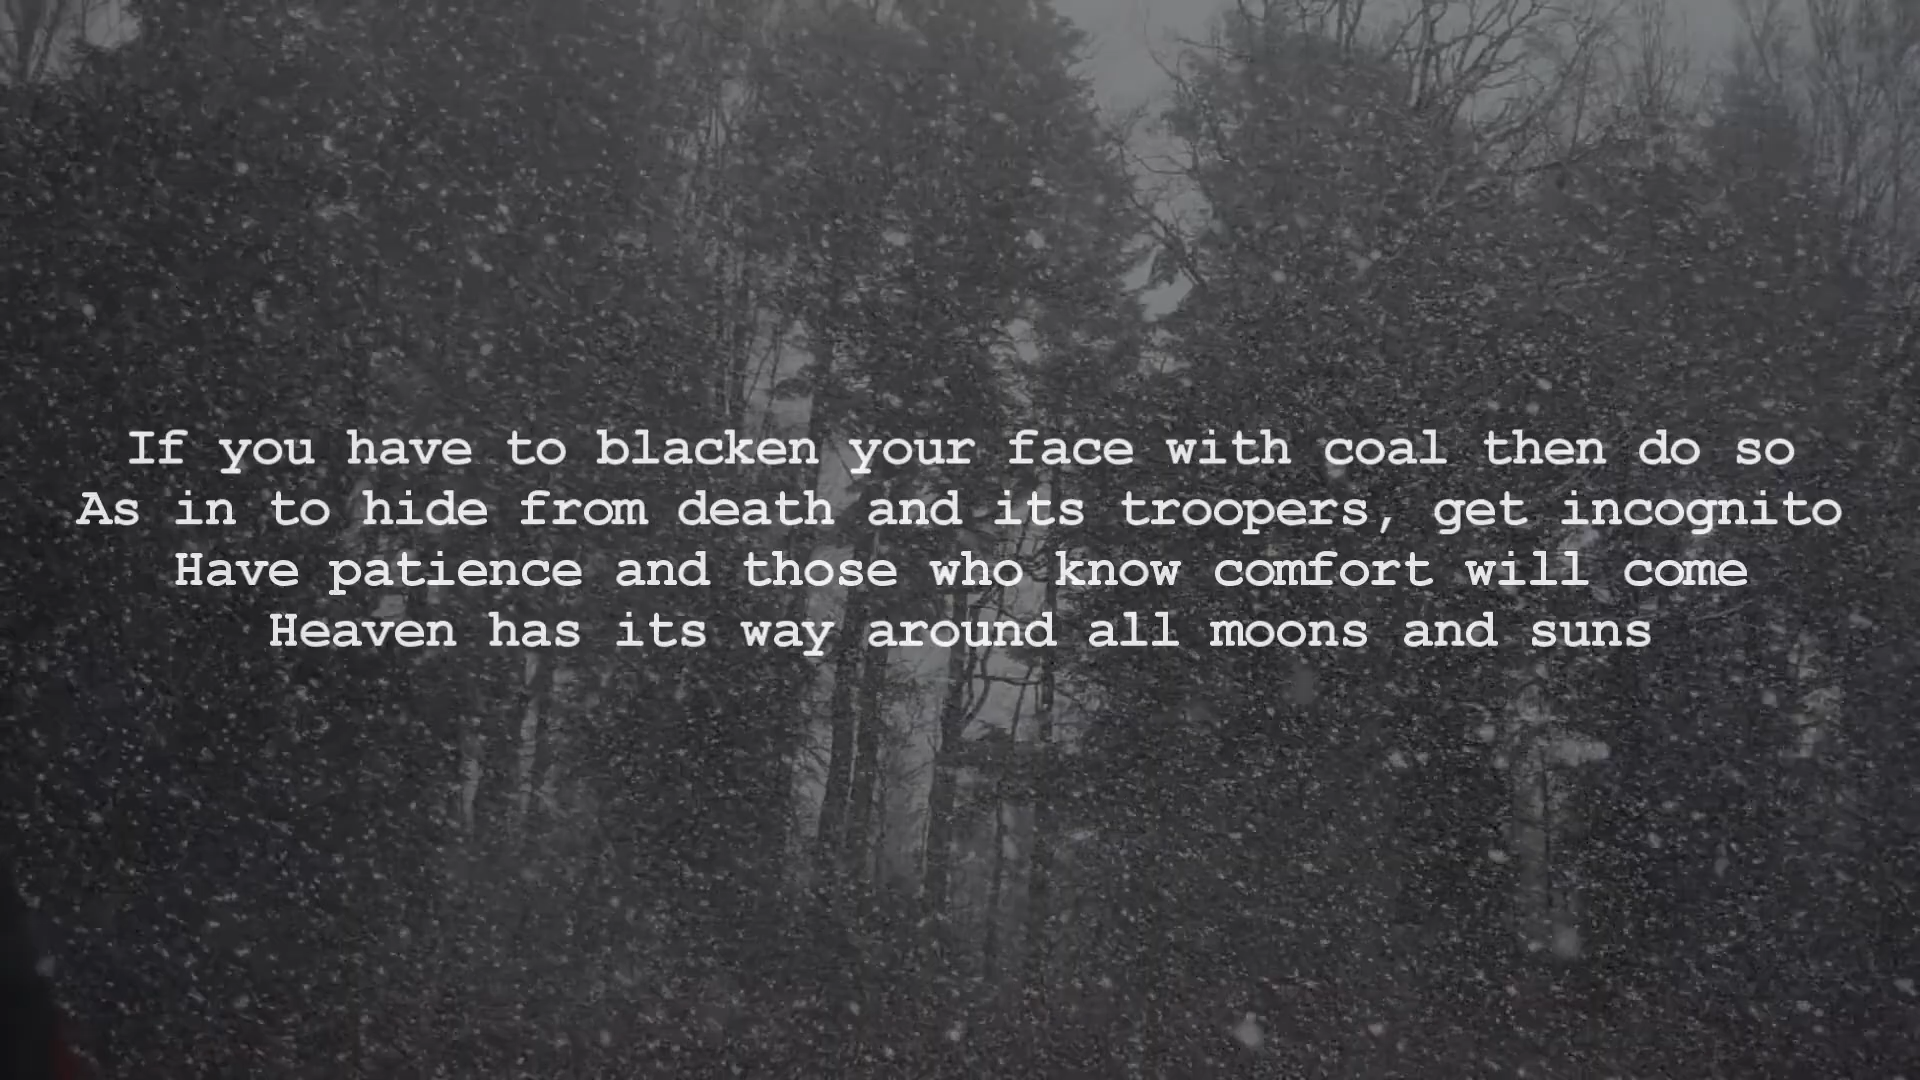 If you have to blacken your face with coal then do so
As in to hide from death and its troopers, get incognito
Have patience and those who know comfort will come
Heaven has its way around all moons and suns